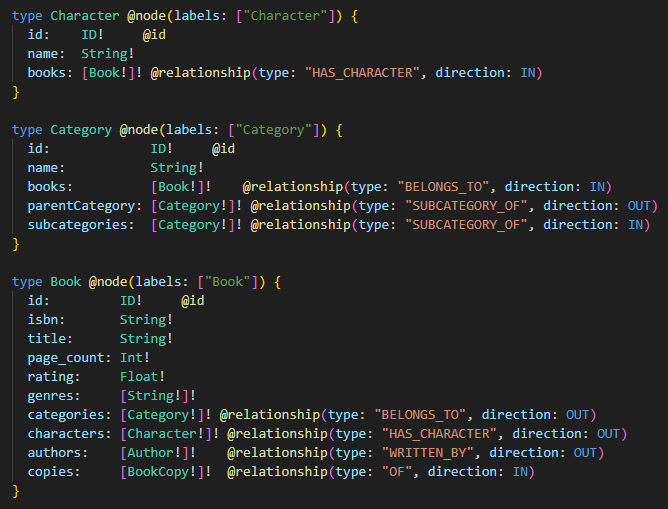 type Character @node(labels: ["Character"]) {
  id:    ID!    @id
  name:  String!
  books: [Book!]! @relationship(type: "HAS_CHARACTER", direction: IN)
}
type Category @node(labels: ["Category"]) {
  id:             ID!     @id
  name:           String!
  books:          [Book!]!    @relationship(type: "BELONGS_TO", direction: IN)
  parentCategory: [Category!]! @relationship(type: "SUBCATEGORY_OF", direction: OUT)
  subcategories:  [Category!]! @relationship(type: "SUBCATEGORY_OF", direction: IN)
}
type Book @node(labels: ["Book"]) {
  id:         ID!     @id
  isbn:       String!
  title:      String!
  page_count: Int!
  rating:     Float!
  genres:     [String!]!
  categories: [Category!]! @relationship(type: "BELONGS_TO", direction: OUT)
  characters: [Character!]! @relationship(type: "HAS_CHARACTER", direction: OUT)
  authors:    [Author!]!    @relationship(type: "WRITTEN_BY", direction: OUT)
  copies:     [BookCopy!]!  @relationship(type: "OF", direction: IN)
}